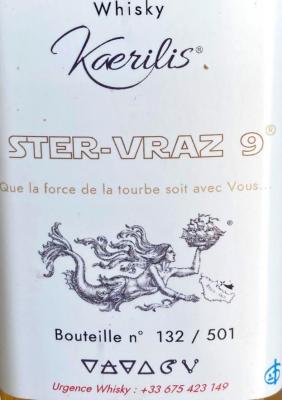 Whisky
Kaerilis®
STER-VRAZ 9®
Que la force de la tourbe soit avec Vous...
®
Bouteille n° 132 / 501
Urgence Whisky : +33 675 423 149